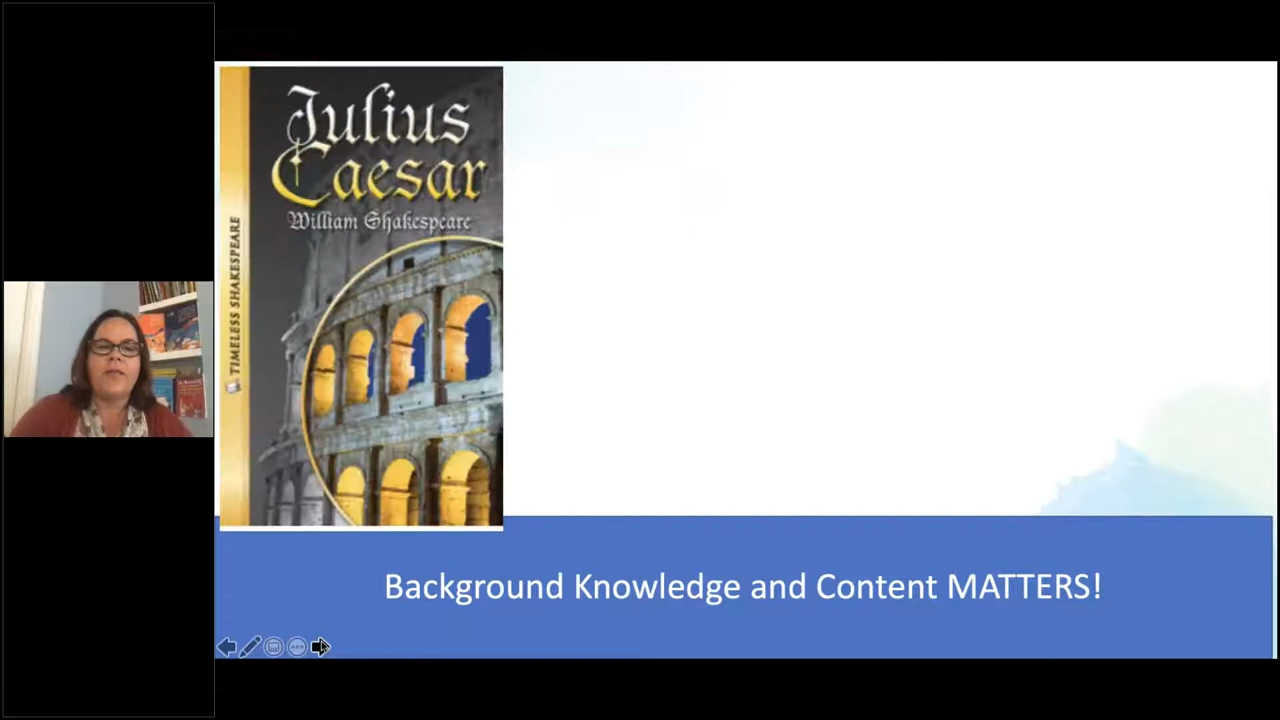 Julius
Caesar
William Shakespeare
TIMELESS SHAKESPEARE
Background Knowledge and Content MATTERS!